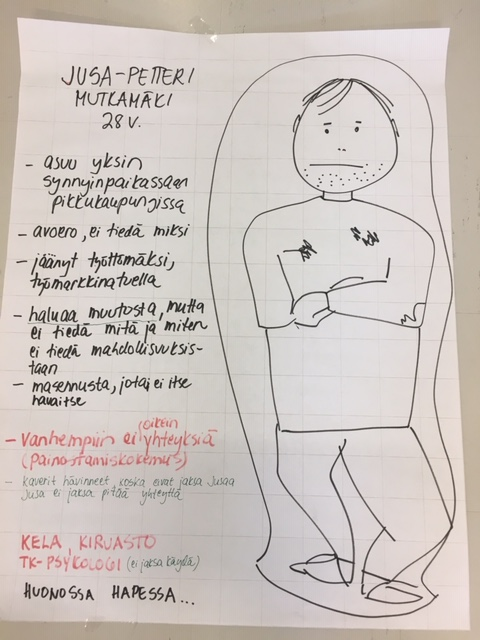 JUSA-PETTERI
MUTKAMÄKI
28 V.
- asuu yksin
synnyinpaikassaan
pikkukaupungissa
- avoero, ei tiedä miksi
- jäänyt työttömäksi,
työmarkkinatuella
- haluaa muutosta, mutta
ei tiedä mitä ja miten
ei tiedä mahdollisuuksis-
taan
- masennusta, jota ei itse
havaitse
- Vanhempiin ei (oikein yhteyksiä
(Painostamiskokemus)
- Kaverit hävinneet, koska eivät jaksa Jusaa
Jusa ei jaksa pitää yhteyttä
KELA, KIRJASTO
TK-PSYKOLOGI (ei jaksa käydä)
HUONOSSA HAPESSA...